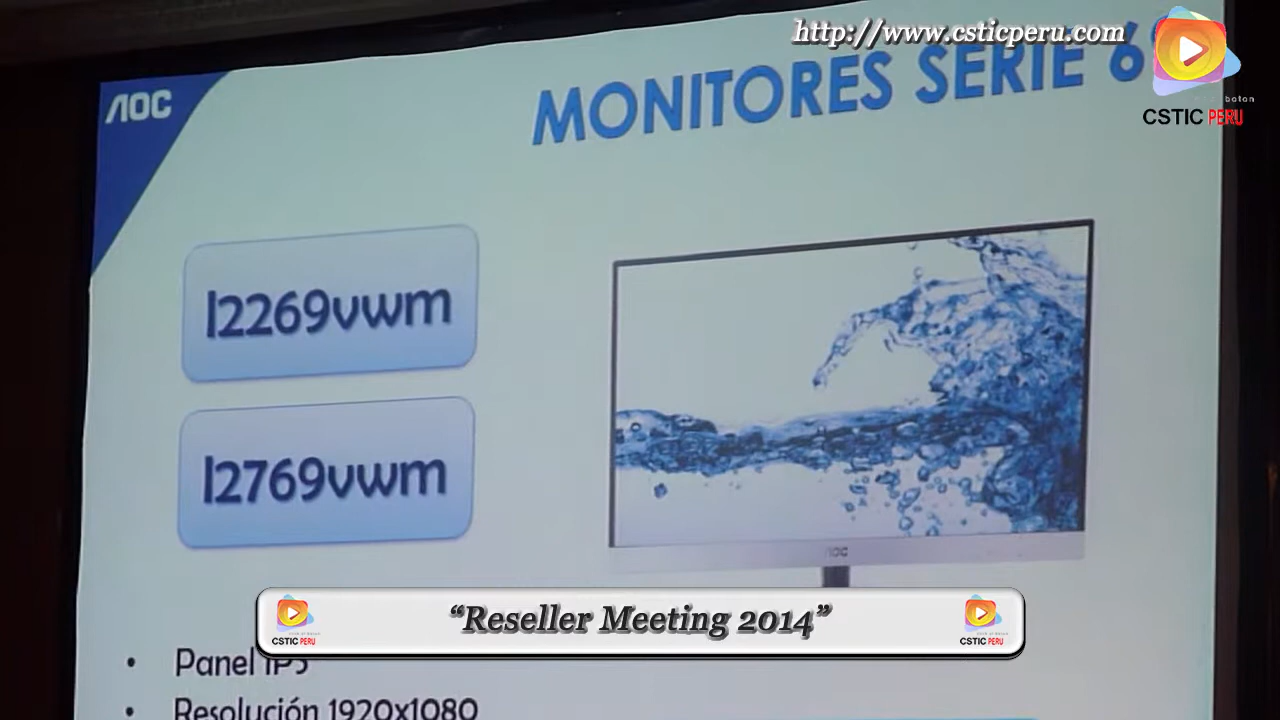 http://www.csticperu.com
AOC
MONITORES SERIE 6
CSTIC PERU
I2269vwm
I2769vwm
AOC
"Reseller Meeting 2014"
CSTIC PERU
CSTIC PERU
• Panel IPS
• Resolución 1920x1080